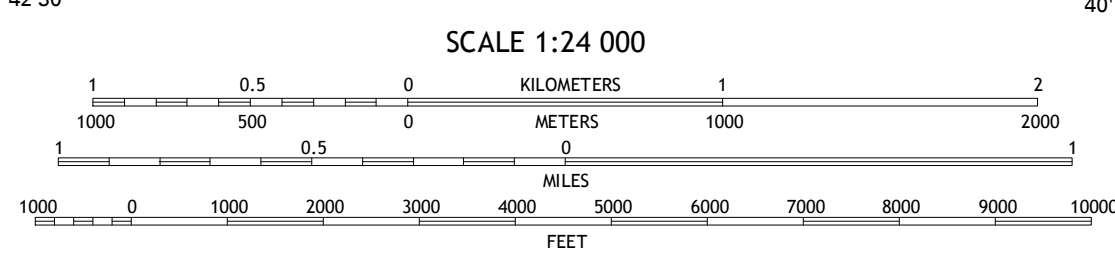 42'30"
40'
SCALE 1:24 000
1 0.5 0 KILOMETERS 1 2
1000 500 0 METERS 1000 2000
1 0.5 0 1
MILES
1000 0 1000 2000 3000 4000 5000 6000 7000 8000 9000 10000
FEET